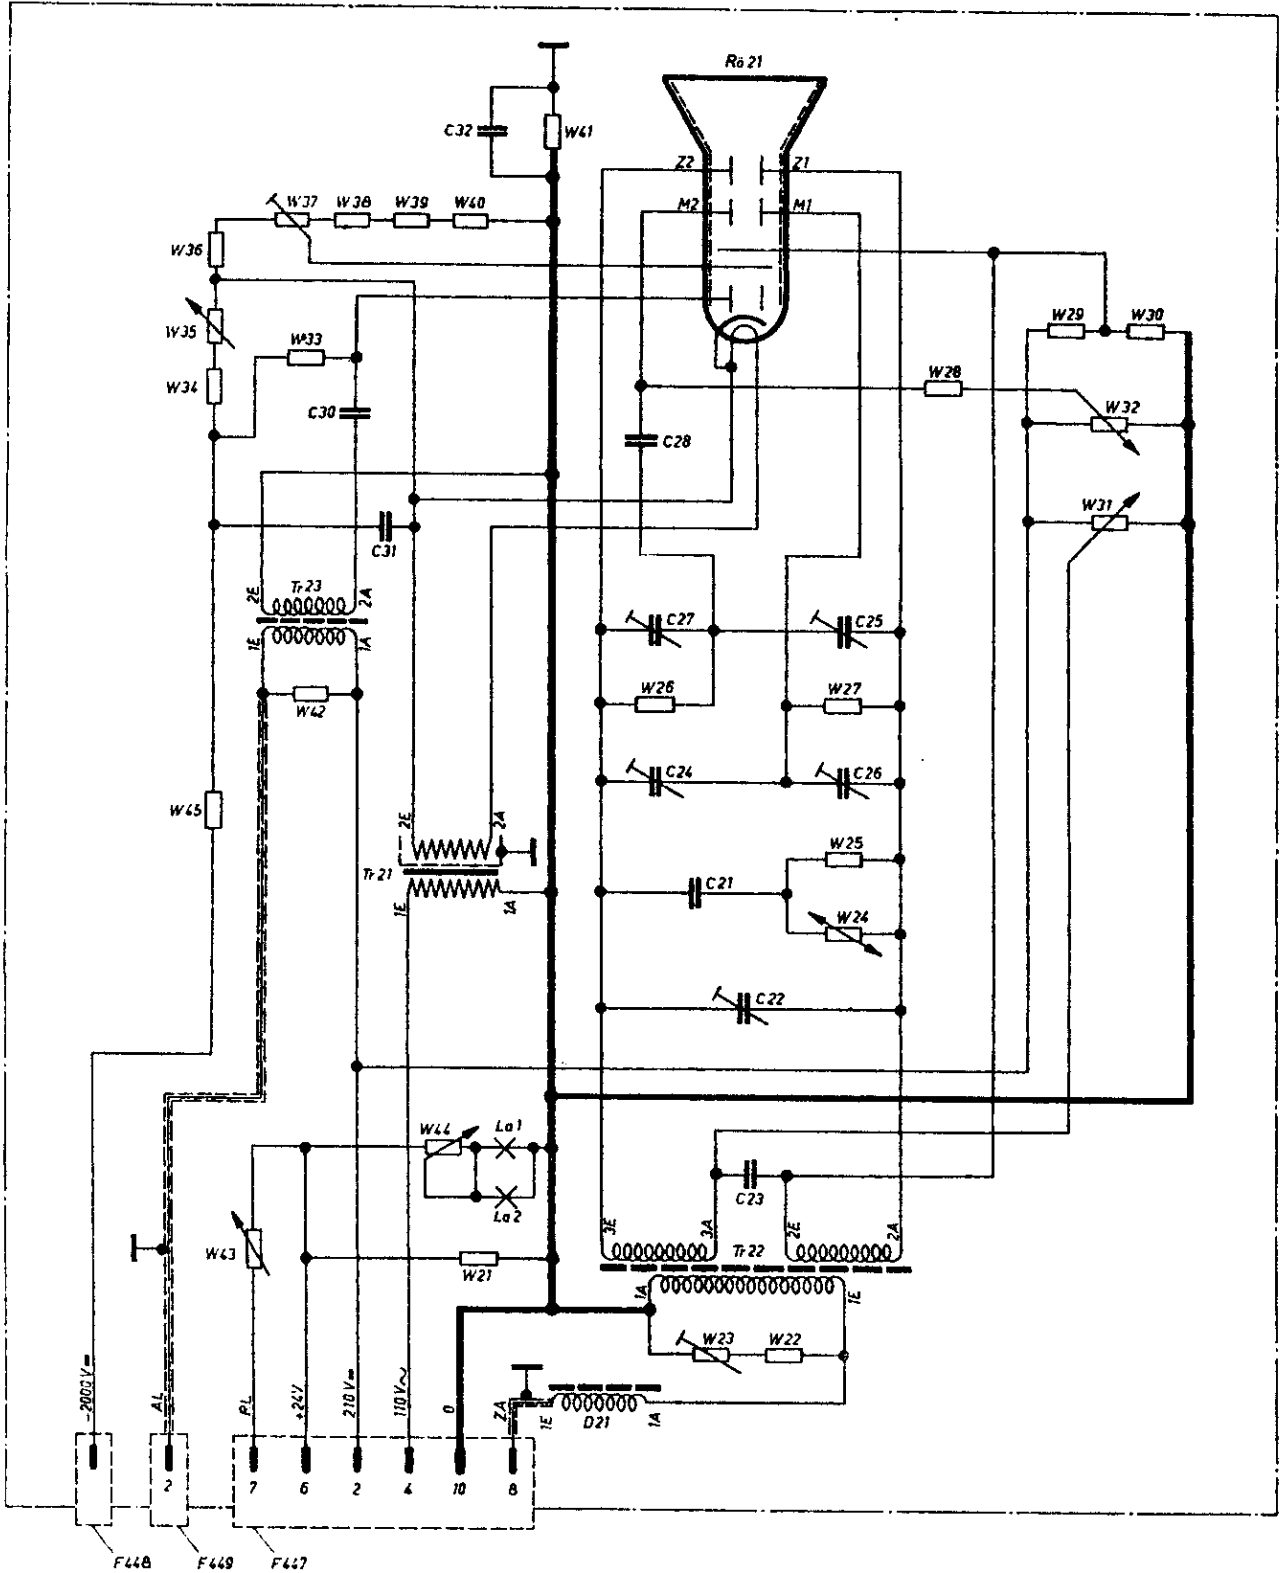 Rö 21
C32
W41
Z2
Z1
W37
W38
W39
W40
M2
M1
W36
W35
W33
W29
W30
W34
W28
C30
W32
C28
W31
C31
Tr 23
2E
2A
1E
1A
C27
C25
W26
W27
W42
C24
C26
W45
2E
2A
Tr 21
1E
1A
W25
C21
W24
C22
W44
La 1
La 2
C23
W43
W21
3E
3A
2E
2A
Tr 22
1A
1E
W23
W22
-2000V=
AL
RL
+24V
210V=
110V~
0
ZA
1E
D21
1A
2
7
6
2
4
10
8
F448
F449
F447